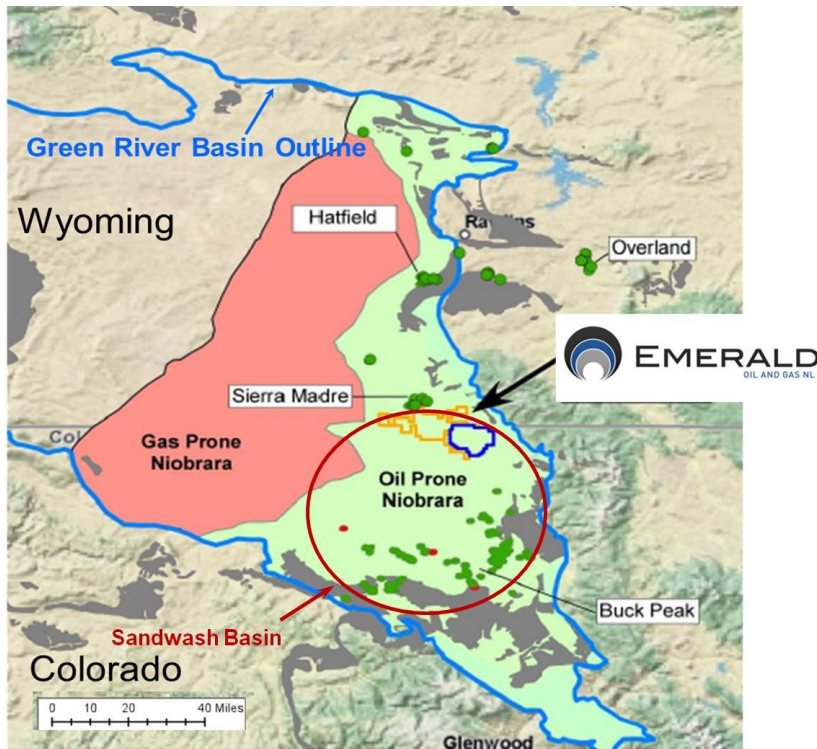 Green River Basin Outline
Wyoming
Hatfield
Overland
EMERALD
OIL AND GAS NL
Sierra Madre
Col
Gas Prone
Niobrara
Oil Prone
Niobrara
Buck Peak
Sandwash Basin
Colorado
0 10 20 40 Miles
Glenwood